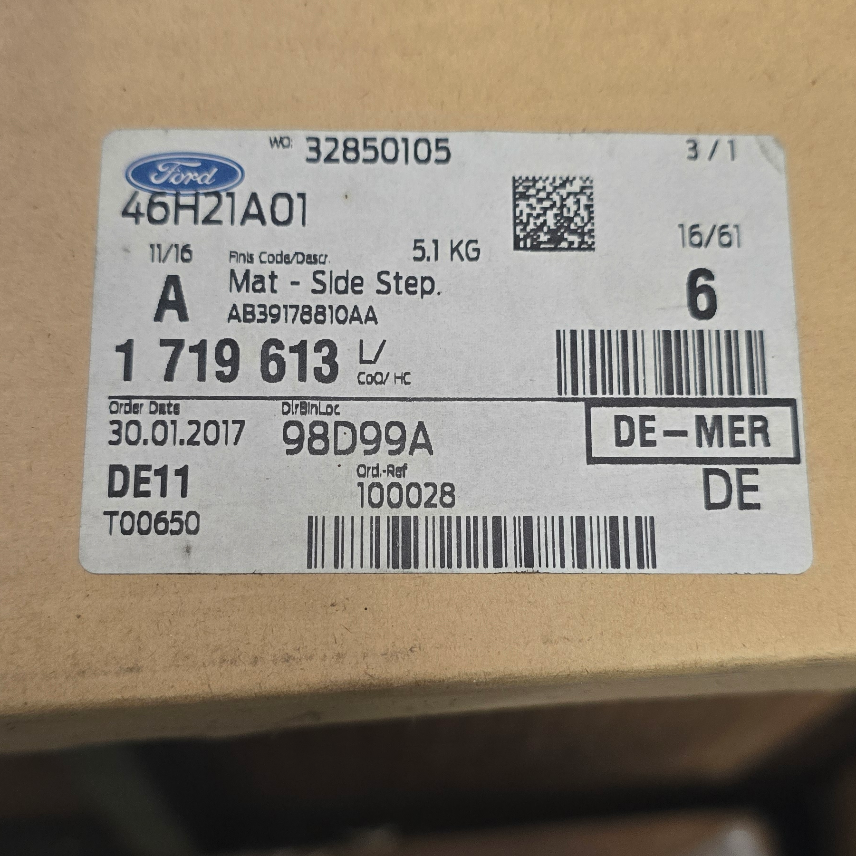 WO: 32850105
3 / 1
Ford
46H21A01
16/61
11/16
Finis Code/Descr.
5.1 KG
A
Mat - Side Step.
6
AB39178810AA
1 719 613
L/
CoO/ HC
Order Date
DlrBinLoc
30.01.2017
98D99A
DE-MER
DE11
Ord.-Ref
100028
DE
T00650